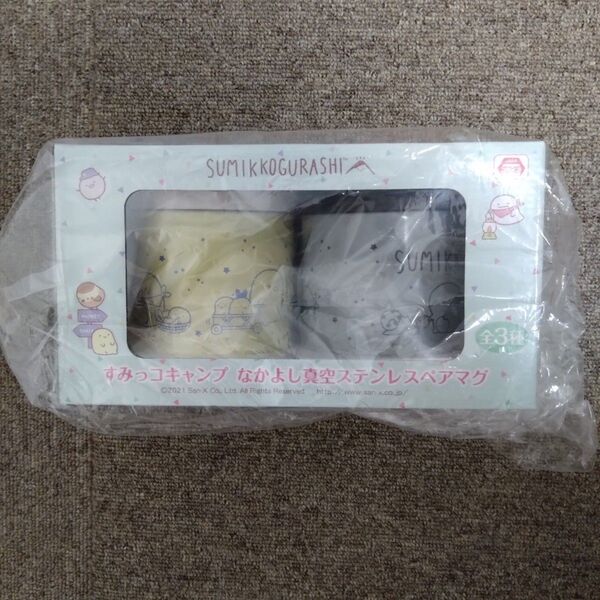 SUMIKKOGURASHI
SUMIK
全3種
すみっコキャンプ なかよし真空ステンレスペアマグ
©2021 San-X Co., Ltd. All Rights Reserved. http://www.san-x.co.jp/